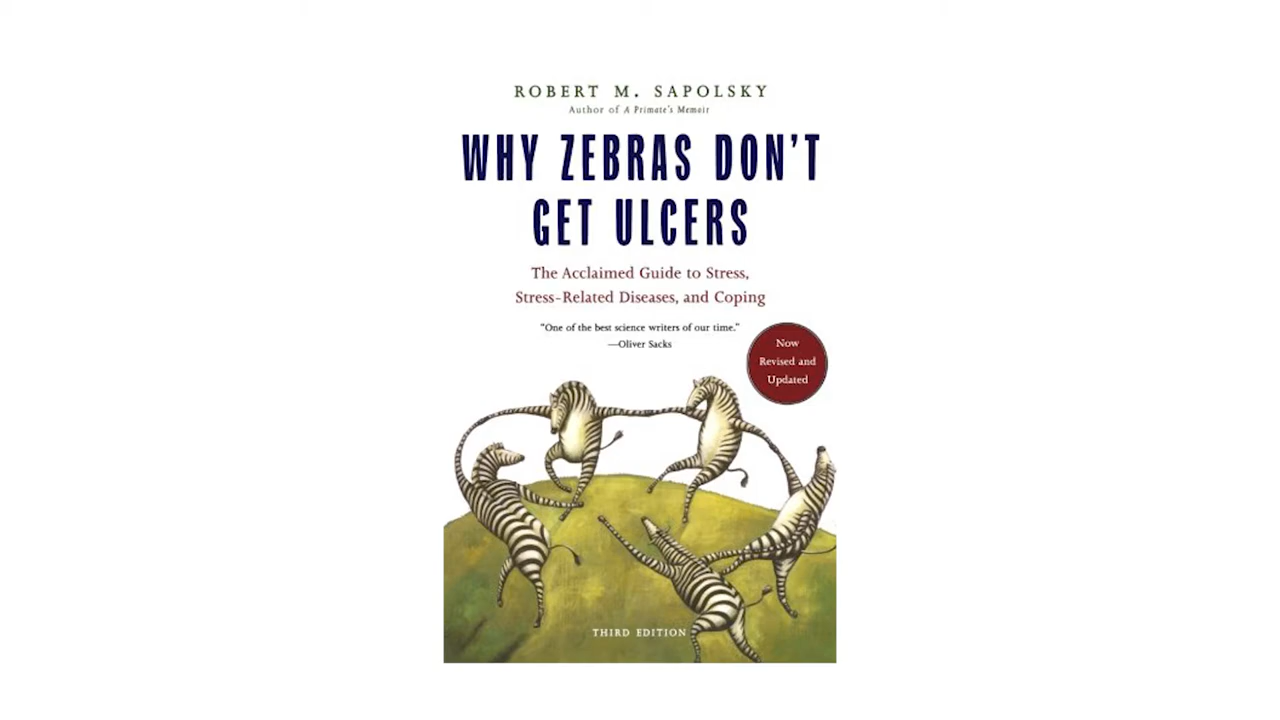 ROBERT M. SAPOLSKY
Author of A Primate's Memoir
WHY ZEBRAS DON'T
GET ULCERS
The Acclaimed Guide to Stress,
Stress-Related Diseases, and Coping
"One of the best science writers of our time."
—Oliver Sacks
Now
Revised and
Updated
THIRD EDITION